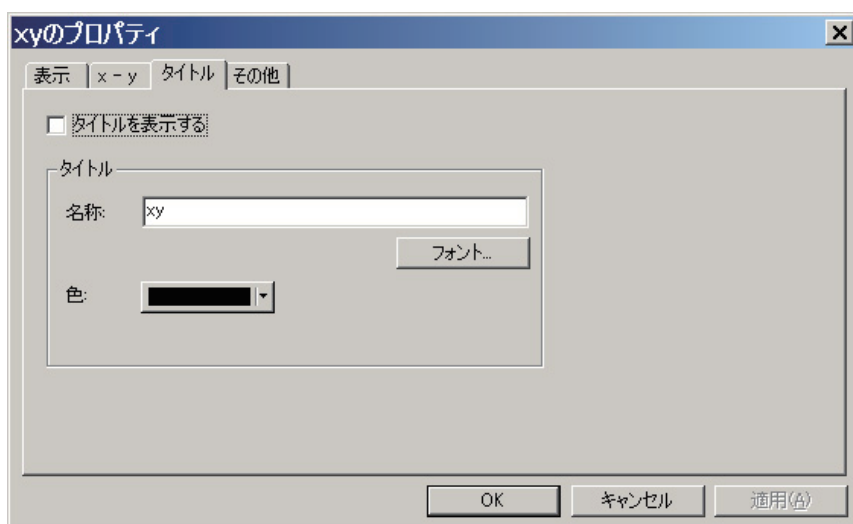 xyのプロパティ
表示 x-y タイトル その他
タイトルを表示する
タイトル
名称: xy
フォント...
色:
OK キャンセル 適用(A)